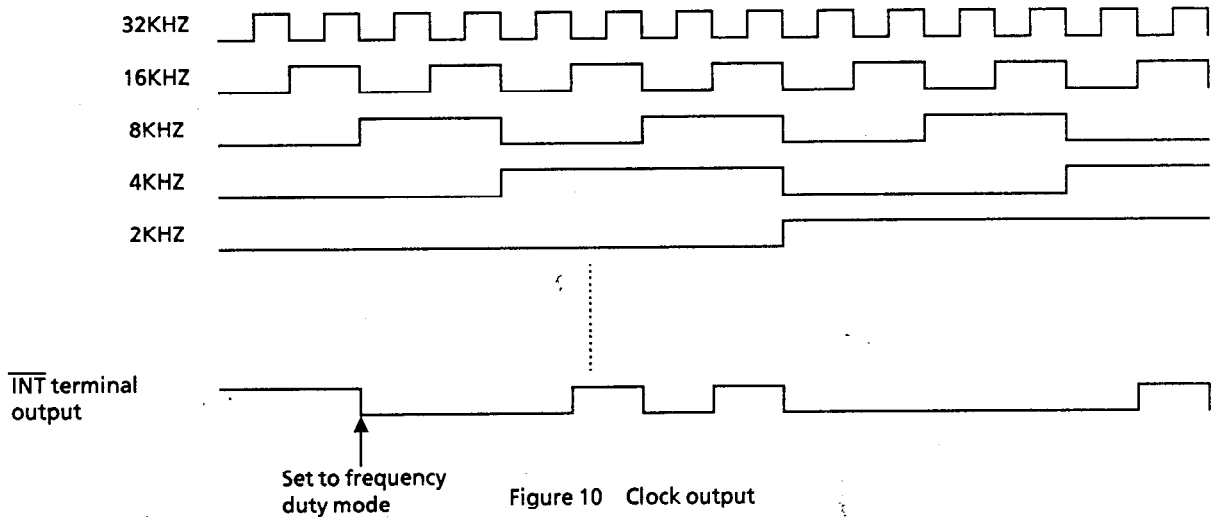 32KHZ
16KHZ
8KHZ
4KHZ
2KHZ
INT terminal
output
Set to frequency
duty mode
Figure 10 Clock output